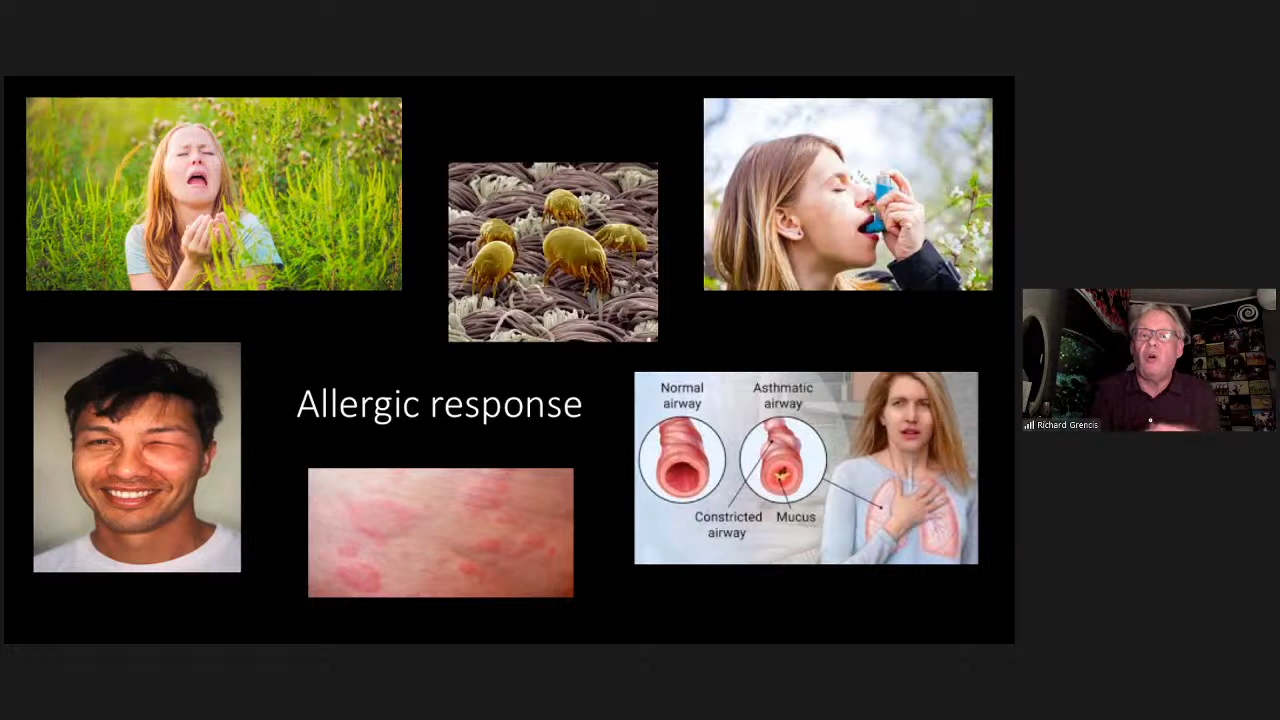 Normal
airway
Asthmatic
airway
Allergic response
Constricted
airway
Mucus
Richard Grencis